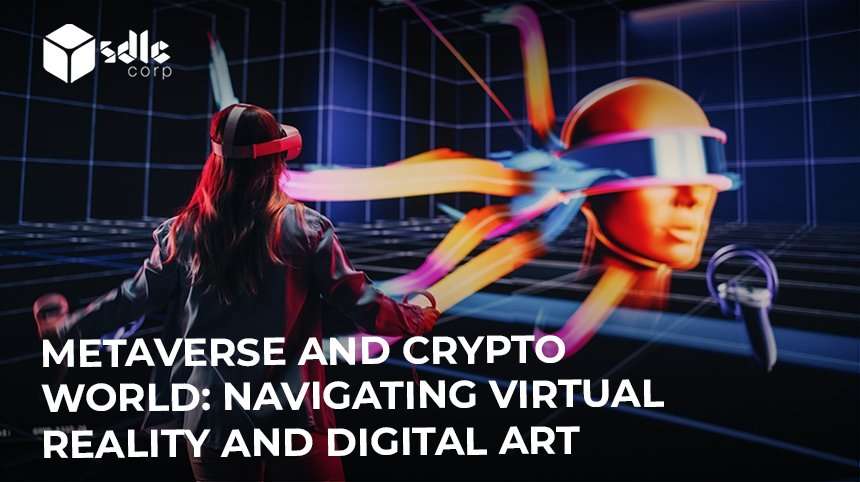 sdlc
corp
METAVERSE AND CRYPTO
WORLD: NAVIGATING VIRTUAL
REALITY AND DIGITAL ART